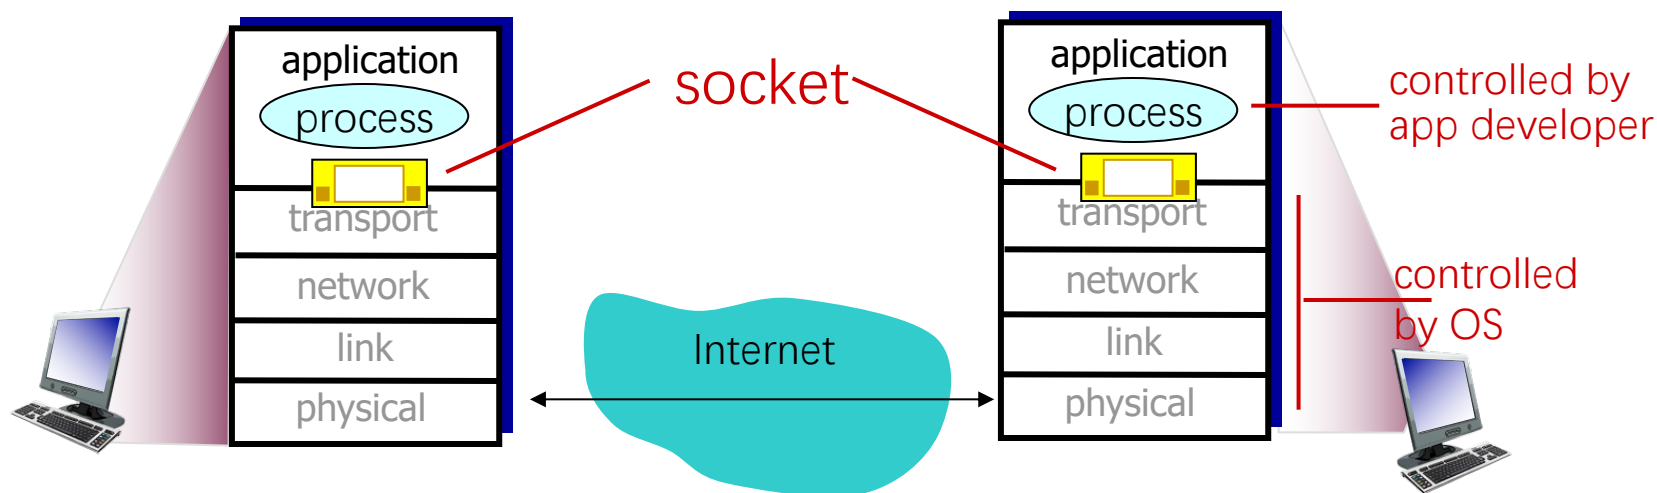 application
process
transport
network
link
physical
socket
Internet
application
process
transport
network
link
physical
controlled by
app developer
controlled
by OS